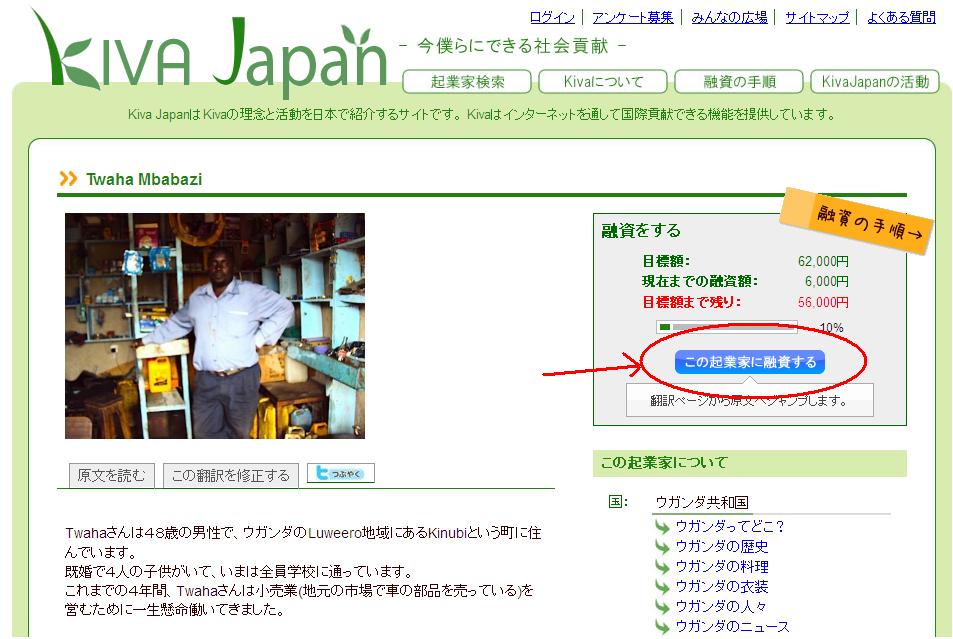 ログイン | アンケート募集 | みんなの広場 | サイトマップ | よくある質問
KIVA Japan - 今僕らにできる社会貢献 -
起業家検索 Kivaについて 融資の手順 KivaJapanの活動
Kiva JapanはKivaの理念と活動を日本で紹介するサイトです。Kivaはインターネットを通して国際貢献できる機能を提供しています。
Twaha Mbabazi
融資の手順→
融資をする
目標額: 62,000円
現在までの融資額: 6,000円
目標額まで残り: 56,000円
10%
この起業家に融資する
翻訳ページから原文へジャンプします。
原文を読む この翻訳を修正する つぶやく
Twahaさんは48歳の男性で、ウガンダのLuweero地域にあるKinubiという町に住
んでいます。
既婚で4人の子供がいて、いまは全員学校に通っています。
これまでの4年間、Twahaさんは小売業(地元の市場で車の部品を売っている)を
営むために一生懸命働いてきました。
この起業家について
国: ウガンダ共和国
ウガンダってどこ?
ウガンダの歴史
ウガンダの料理
ウガンダの衣装
ウガンダの人々
ウガンダのニュース